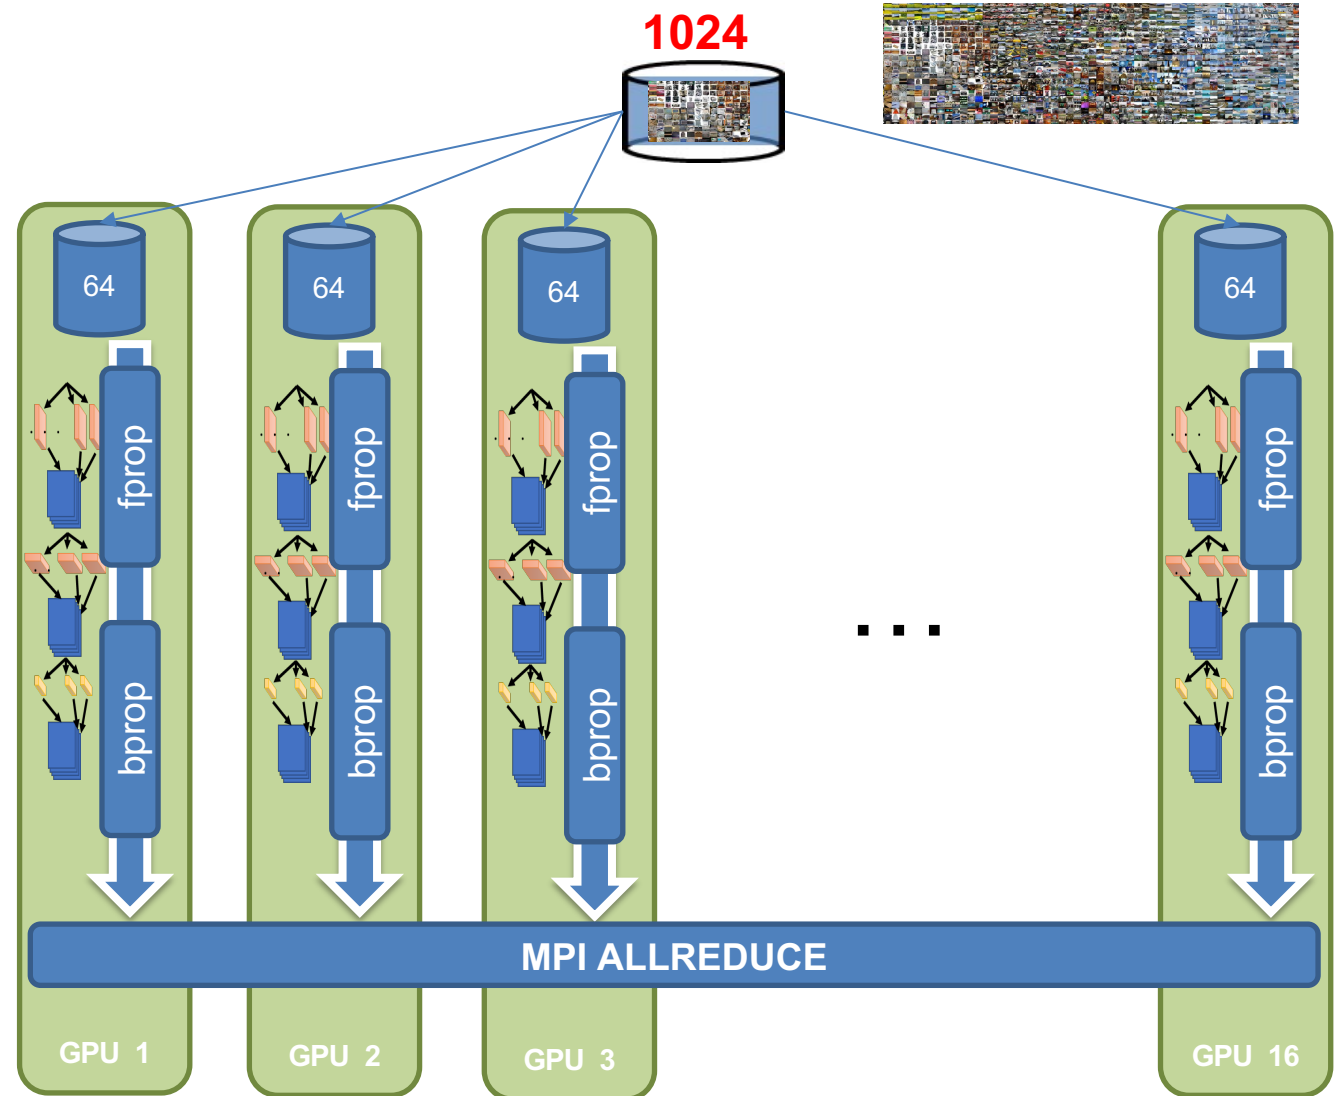 1024
64
64
64
64
fprop
fprop
fprop
fprop
. . .
bprop
bprop
bprop
bprop
MPI ALLREDUCE
GPU 1
GPU 2
GPU 3
GPU 16